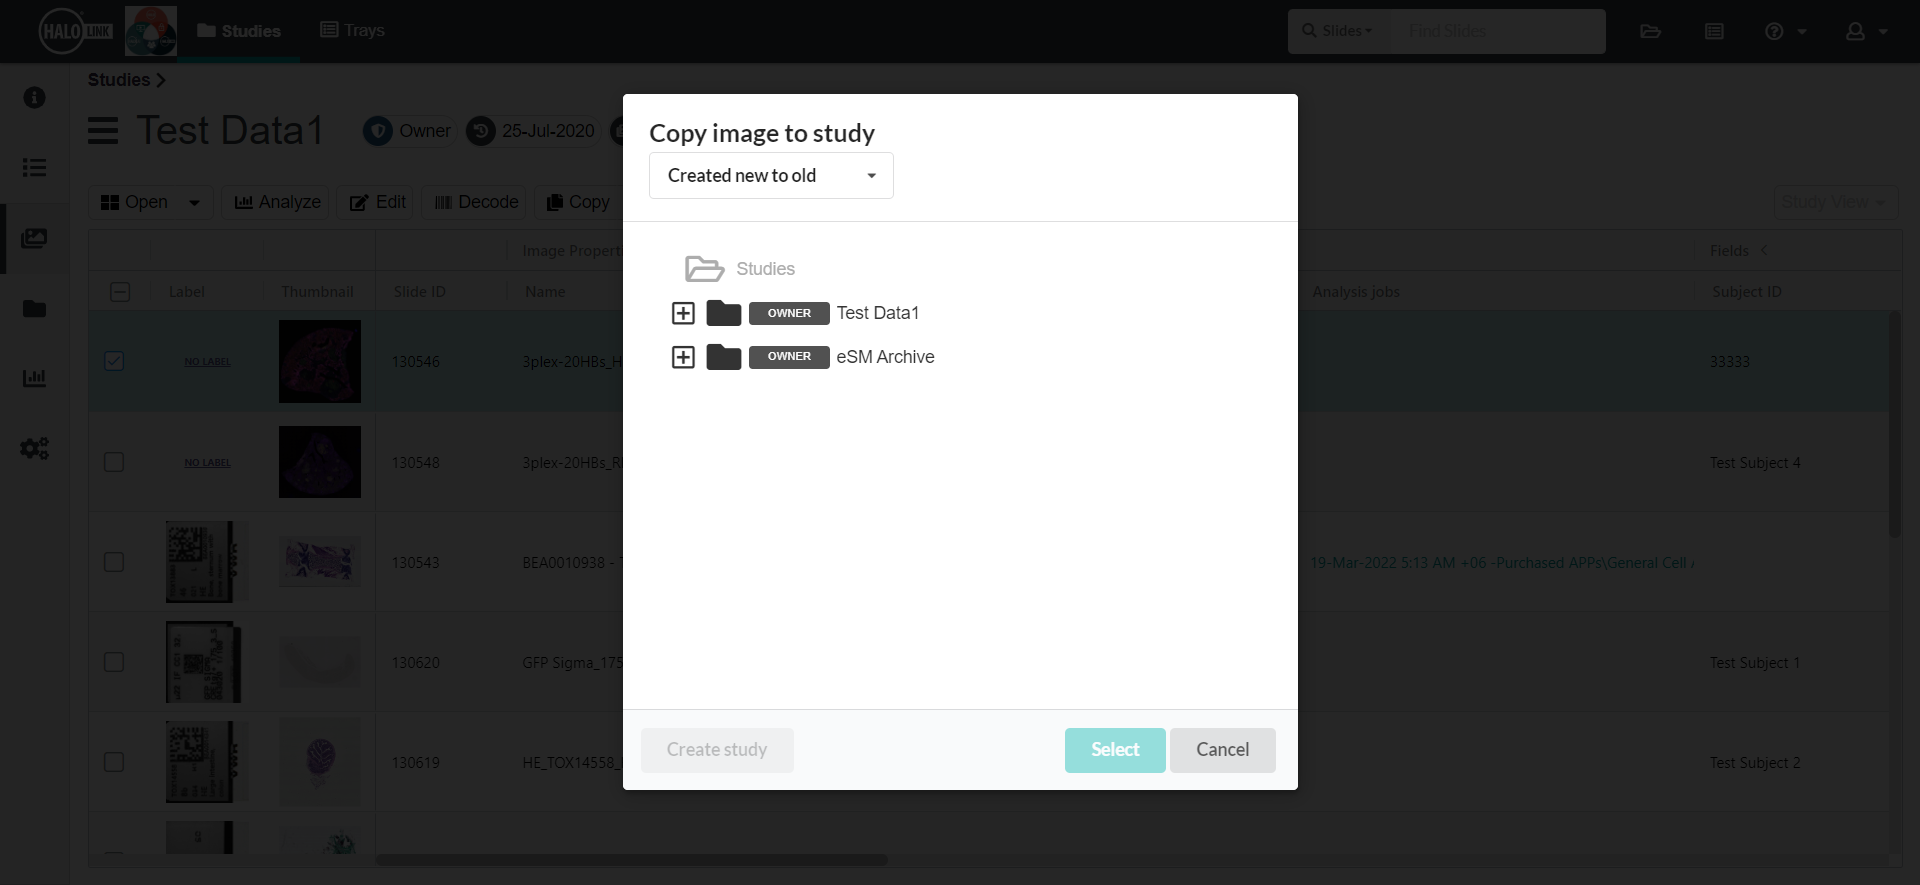 HALO LINK
Studies
Trays
Slides
Find Slides
Studies
Test Data1
Owner
25-Jul-2020
Open
Analyze
Edit
Decode
Copy
Study View
Image Propert
Fields
Label
Thumbnail
Slide ID
Name
Analysis jobs
Subject ID
NO LABEL
130546
3plex-20HBs_H
33333
NO LABEL
130548
3plex-20HBs_R
Test Subject 4
130543
BEA0010938 -
19-Mar-2022 5:13 AM +06 -Purchased APPs\General Cell
130620
GFP Sigma_175
Test Subject 1
130619
HE_TOX14558_
Test Subject 2
Copy image to study
Created new to old
Studies
OWNER Test Data1
OWNER eSM Archive
Create study
Select
Cancel